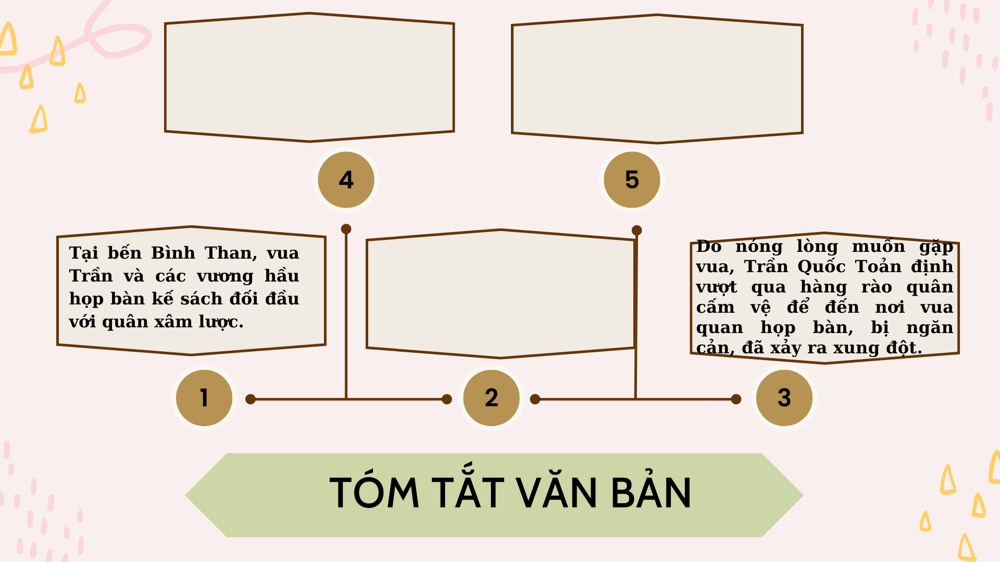 4
5
Tại bến Bình Than, vua
Trần và các vương hầu
họp bàn kế sách đối đầu
với quân xâm lược.
Do nóng lòng muốn gặp
vua, Trần Quốc Toản định
vượt qua hàng rào quân
cấm vệ để đến nơi vua
quan họp bàn, bị ngăn
cản, đã xảy ra xung đột.
1
2
3
TÓM TẮT VĂN BẢN